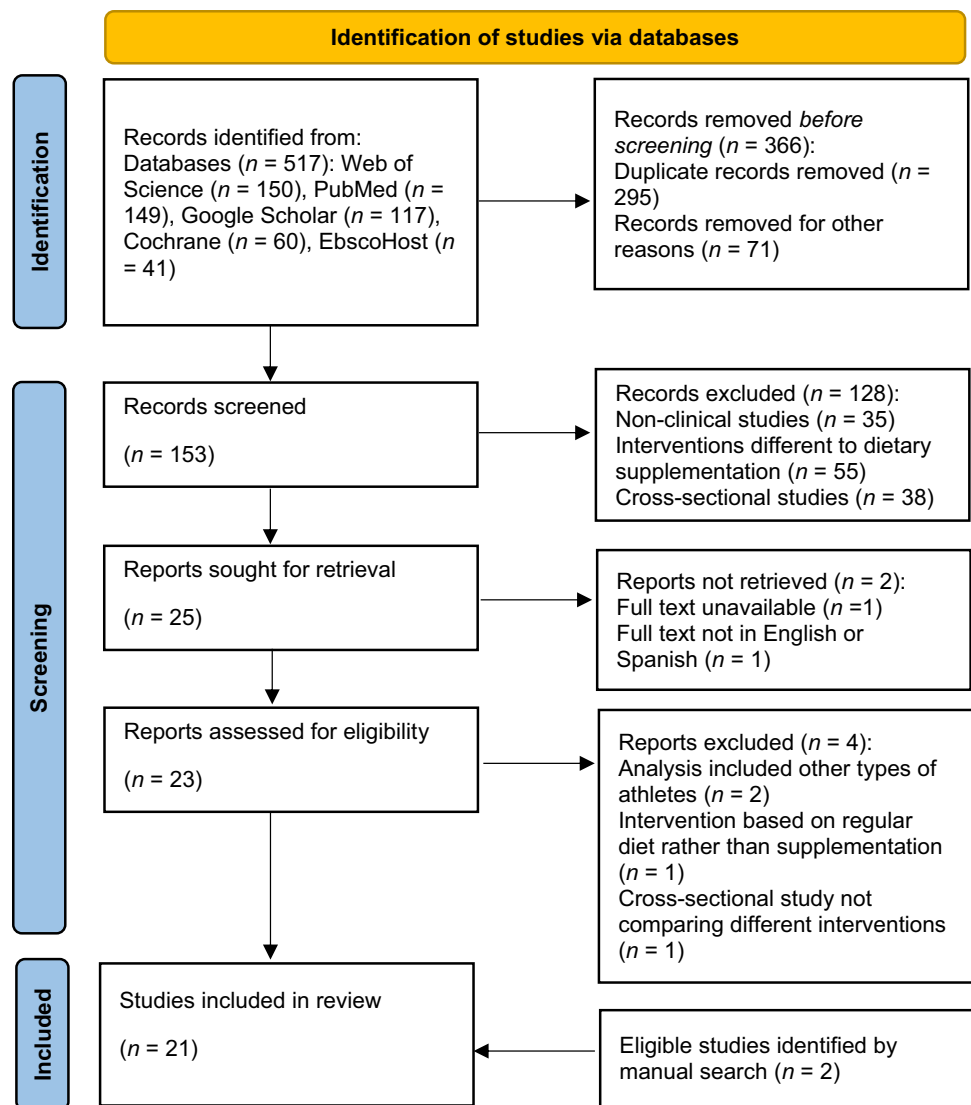 Identification of studies via databases
Identification
Records identified from:
Databases (n = 517): Web of
Science (n = 150), PubMed (n =
149), Google Scholar (n = 117),
Cochrane (n = 60), EbscoHost (n
= 41)
Records removed before
screening (n = 366):
Duplicate records removed (n =
295)
Records removed for other
reasons (n = 71)
Screening
Records screened
(n = 153)
Records excluded (n = 128):
Non-clinical studies (n = 35)
Interventions different to dietary
supplementation (n = 55)
Cross-sectional studies (n = 38)
Reports sought for retrieval
(n = 25)
Reports not retrieved (n = 2):
Full text unavailable (n =1)
Full text not in English or
Spanish (n = 1)
Reports assessed for eligibility
(n = 23)
Reports excluded (n = 4):
Analysis included other types of
athletes (n = 2)
Intervention based on regular
diet rather than supplementation
(n = 1)
Cross-sectional study not
comparing different interventions
(n = 1)
Included
Studies included in review
(n = 21)
Eligible studies identified by
manual search (n = 2)